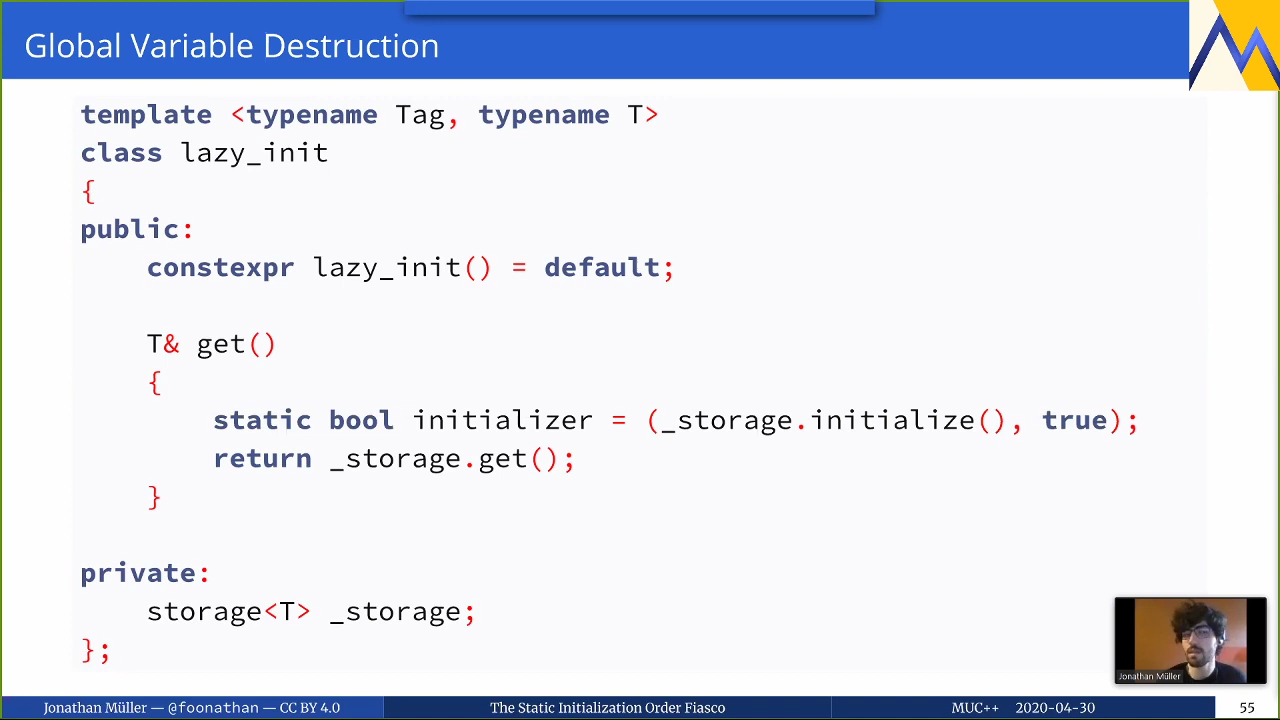 Global Variable Destruction
template <typename Tag, typename T>
class lazy_init
{
public:
    constexpr lazy_init() = default;
    T& get()
    {
        static bool initializer = (_storage.initialize(), true);
        return _storage.get();
    }
private:
    storage<T> _storage;
};
Jonathan Müller
Jonathan Müller — @foonathan — CC BY 4.0
The Static Initialization Order Fiasco
MUC++ 2020-04-30
55